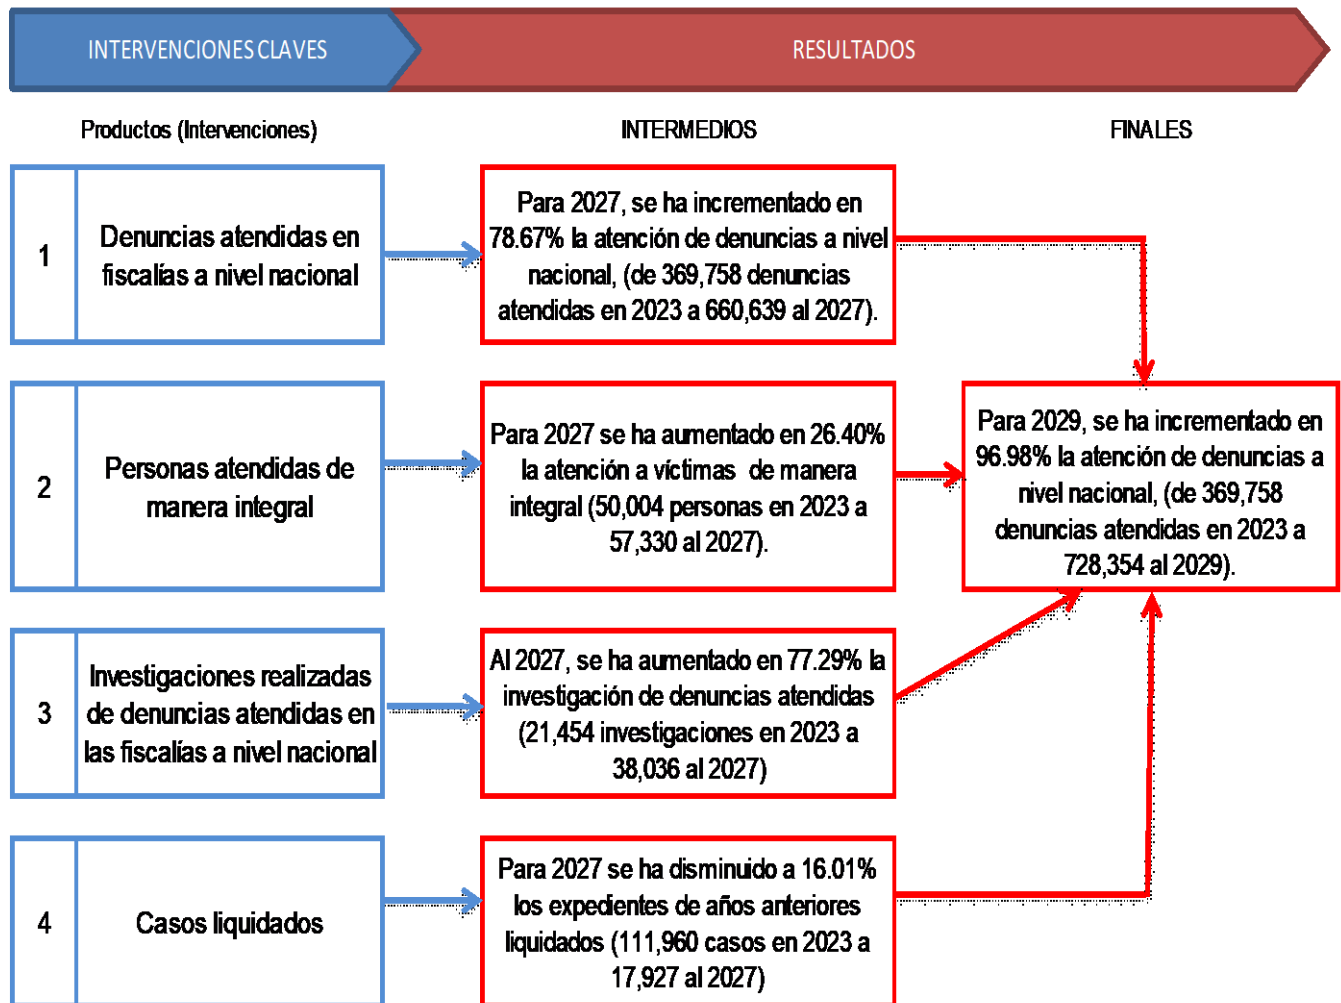 INTERVENCIONES CLAVES
RESULTADOS
Productos (Intervenciones)
INTERMEDIOS
FINALES
1
Denuncias atendidas en
fiscalías a nivel nacional
Para 2027, se ha incrementado en
78.67% la atención de denuncias a nivel
nacional, (de 369,758 denuncias
atendidas en 2023 a 660,639 al 2027).
2
Personas atendidas de
manera integral
Para 2027 se ha aumentado en 26.40%
la atención a víctimas de manera
integral (50,004 personas en 2023 a
57,330 al 2027).
Para 2029, se ha incrementado en
96.98% la atención de denuncias a
nivel nacional, (de 369,758
denuncias atendidas en 2023 a
728,354 al 2029).
3
Investigaciones realizadas
de denuncias atendidas en
las fiscalías a nivel nacional
Al 2027, se ha aumentado en 77.29% la
investigación de denuncias atendidas
(21,454 investigaciones en 2023 a
38,036 al 2027)
4
Casos liquidados
Para 2027 se ha disminuido a 16.01%
los expedientes de años anteriores
liquidados (111,960 casos en 2023 a
17,927 al 2027)